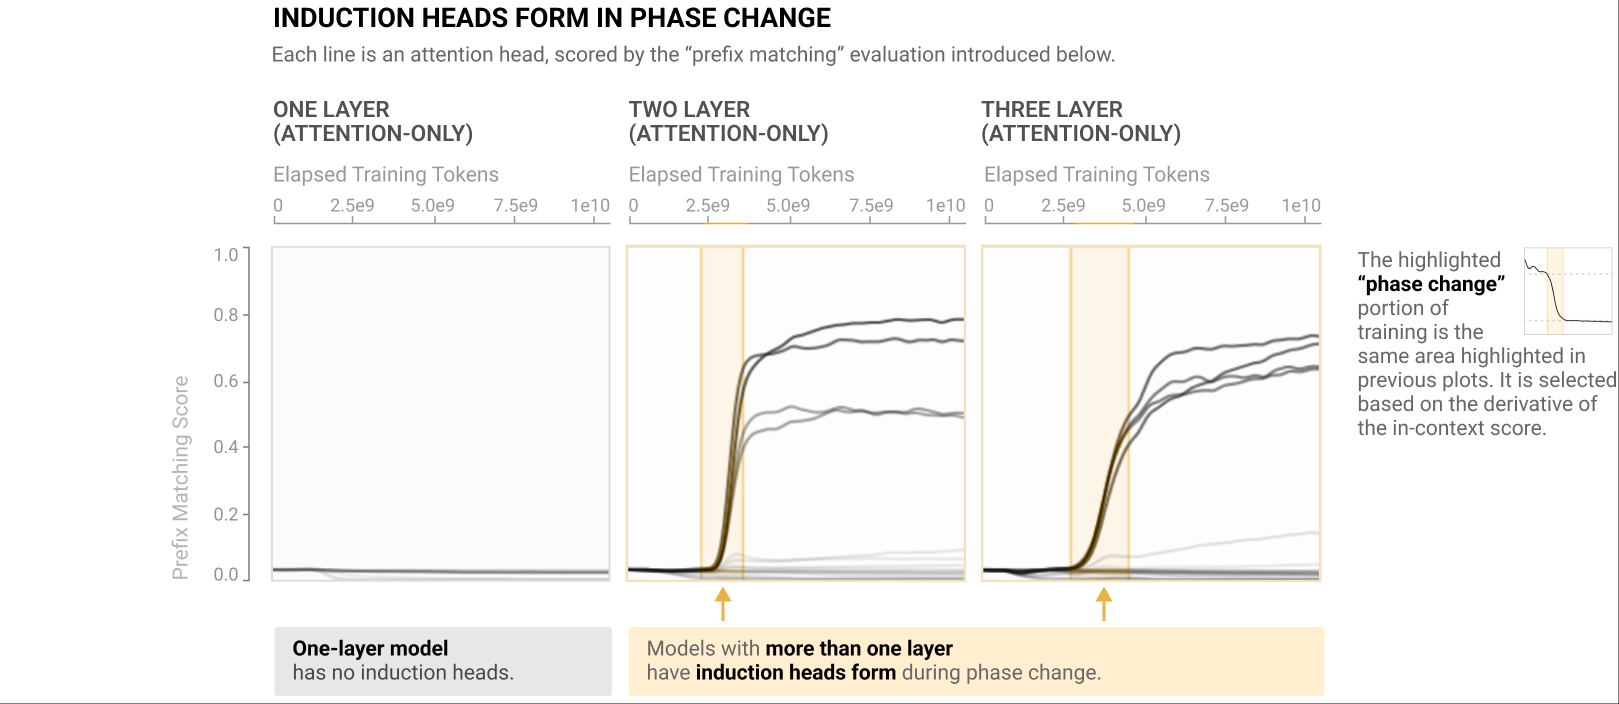 INDUCTION HEADS FORM IN PHASE CHANGE
Each line is an attention head, scored by the “prefix matching” evaluation introduced below.
ONE LAYER
(ATTENTION-ONLY)
Elapsed Training Tokens
0 2.5e9 5.0e9 7.5e9 1e10
TWO LAYER
(ATTENTION-ONLY)
Elapsed Training Tokens
0 2.5e9 5.0e9 7.5e9 1e10
THREE LAYER
(ATTENTION-ONLY)
Elapsed Training Tokens
0 2.5e9 5.0e9 7.5e9 1e10
Prefix Matching Score
1.0
0.8
0.6
0.4
0.2
0.0
The highlighted
“phase change”
portion of
training is the
same area highlighted in
previous plots. It is selected
based on the derivative of
the in-context score.
One-layer model
has no induction heads.
Models with more than one layer
have induction heads form during phase change.